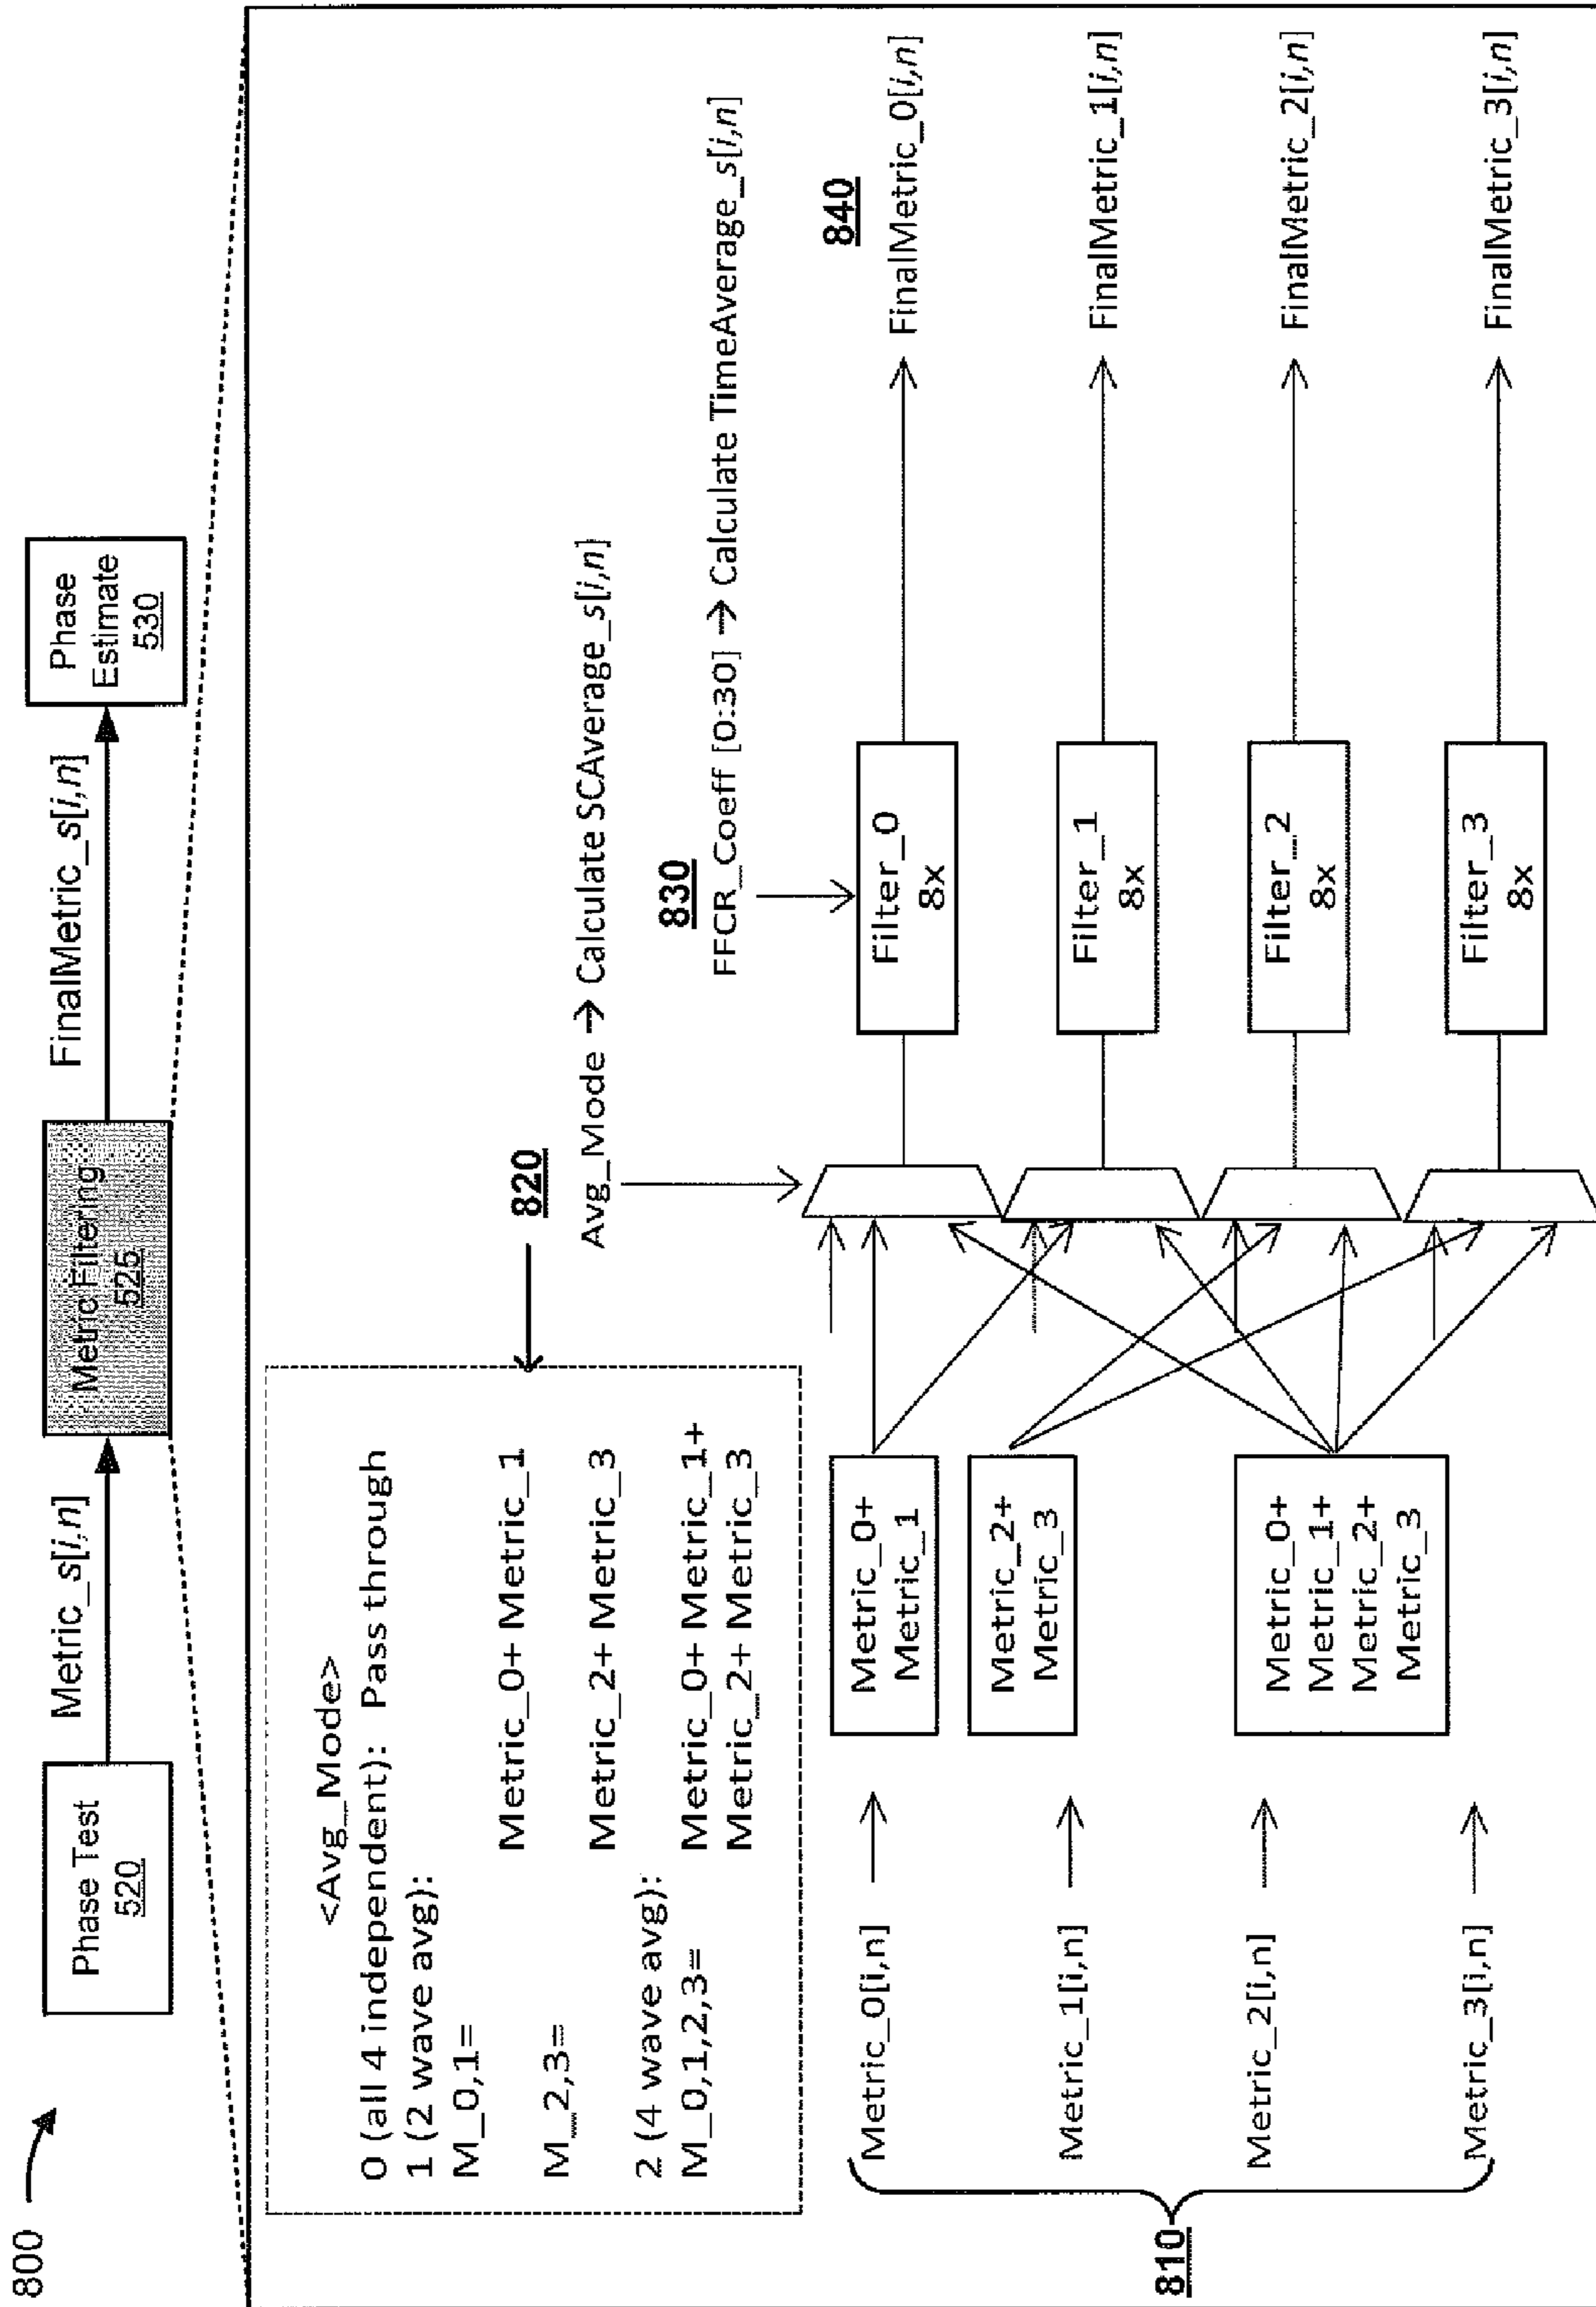 800
Phase Test
520
Metric_s[i,n]
Metric Filtering
525
FinalMetric_s[i,n]
Phase
Estimate
530
<Avg_Mode>
0 (all 4 independent): Pass through
1 (2 wave avg):
M_0,1=
Metric_0+Metric_1
M_2,3=
Metric_2+Metric_3
2 (4 wave avg):
M_0,1,2,3=
Metric_0+Metric_1+
Metric_2+Metric_3
820
Avg_Mode → Calculate SCAverage_s[i,n]
830
FFCR_Coeff [0:30] → Calculate TimeAverage_s[i,n]
840
810
Metric_0[i,n]
Metric_1[i,n]
Metric_2[i,n]
Metric_3[i,n]
Metric_0+
Metric_1
Metric_2+
Metric_3
Metric_0+
Metric_1+
Metric_2+
Metric_3
Filter_0
8x
Filter_1
8x
Filter_2
8x
Filter_3
8x
FinalMetric_0[i,n]
FinalMetric_1[i,n]
FinalMetric_2[i,n]
FinalMetric_3[i,n]